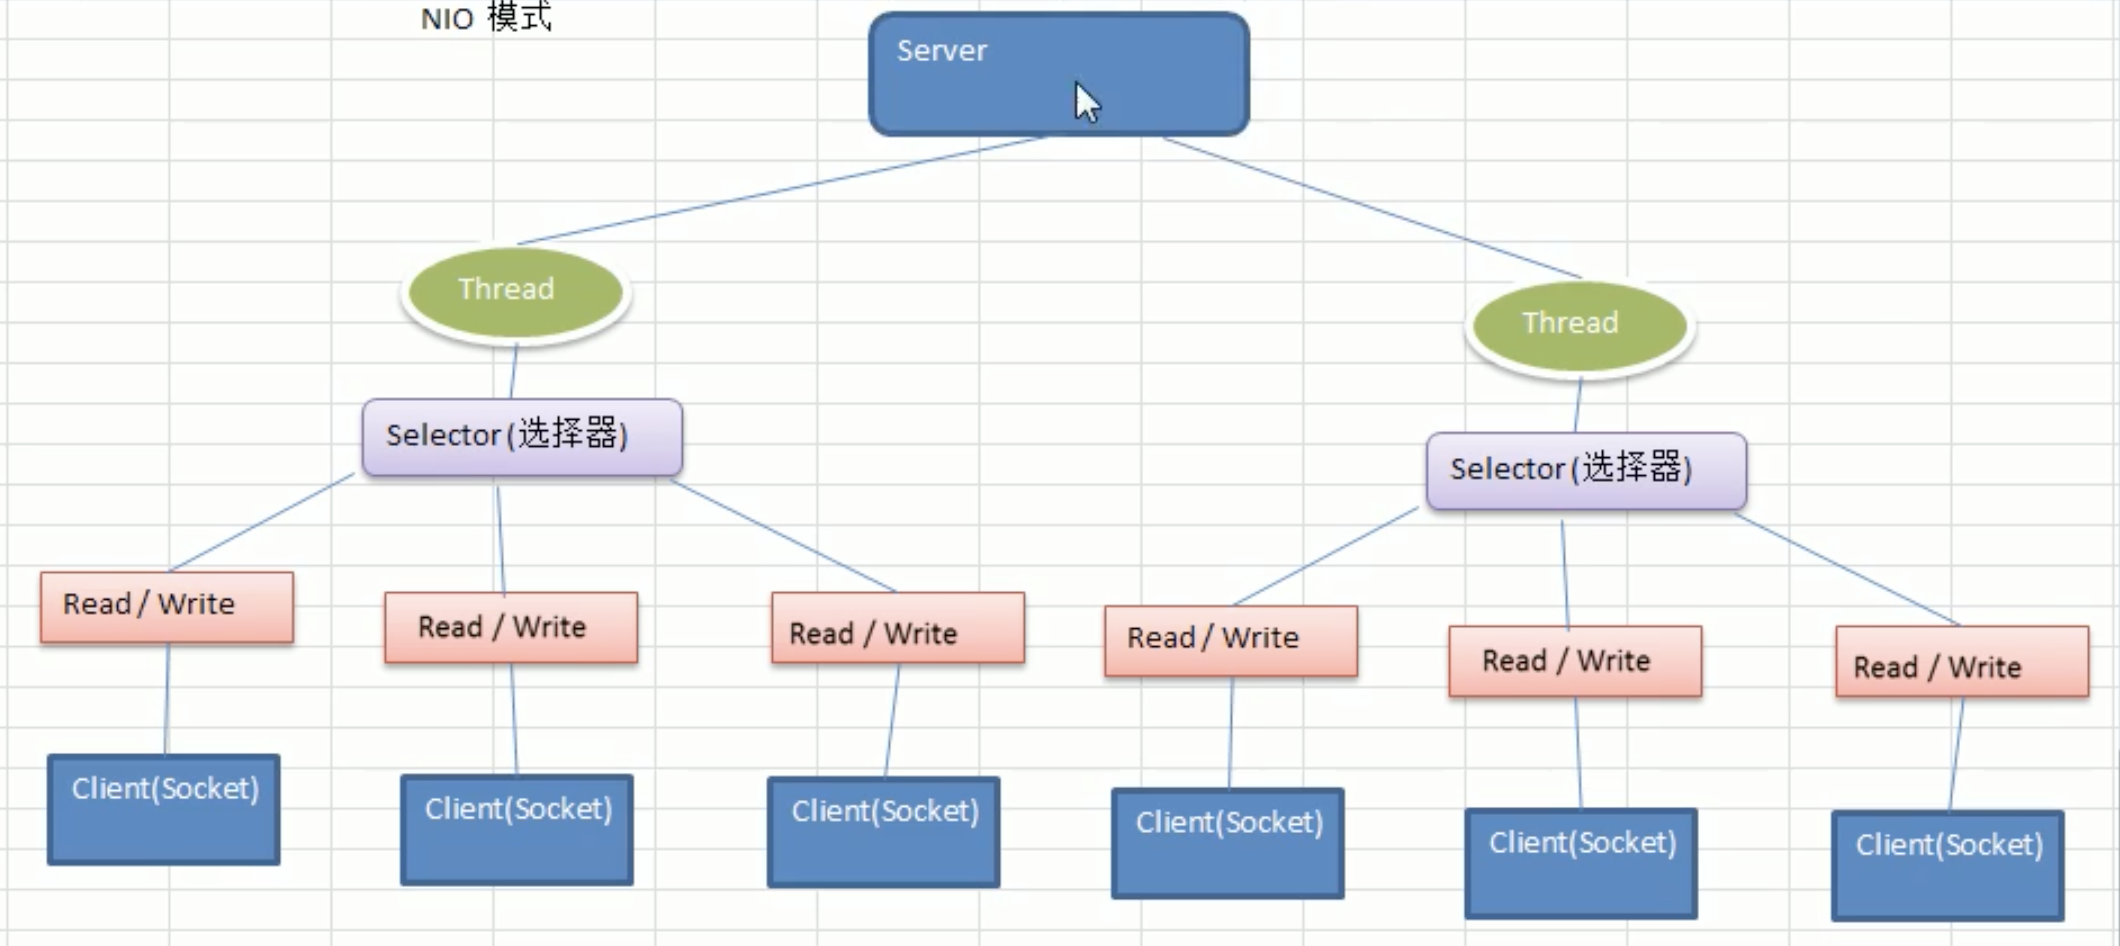 NIO 模式
Server
Thread
Thread
Selector(选择器)
Selector(选择器)
Read / Write
Read / Write
Read / Write
Read / Write
Read / Write
Read / Write
Client(Socket)
Client(Socket)
Client(Socket)
Client(Socket)
Client(Socket)
Client(Socket)